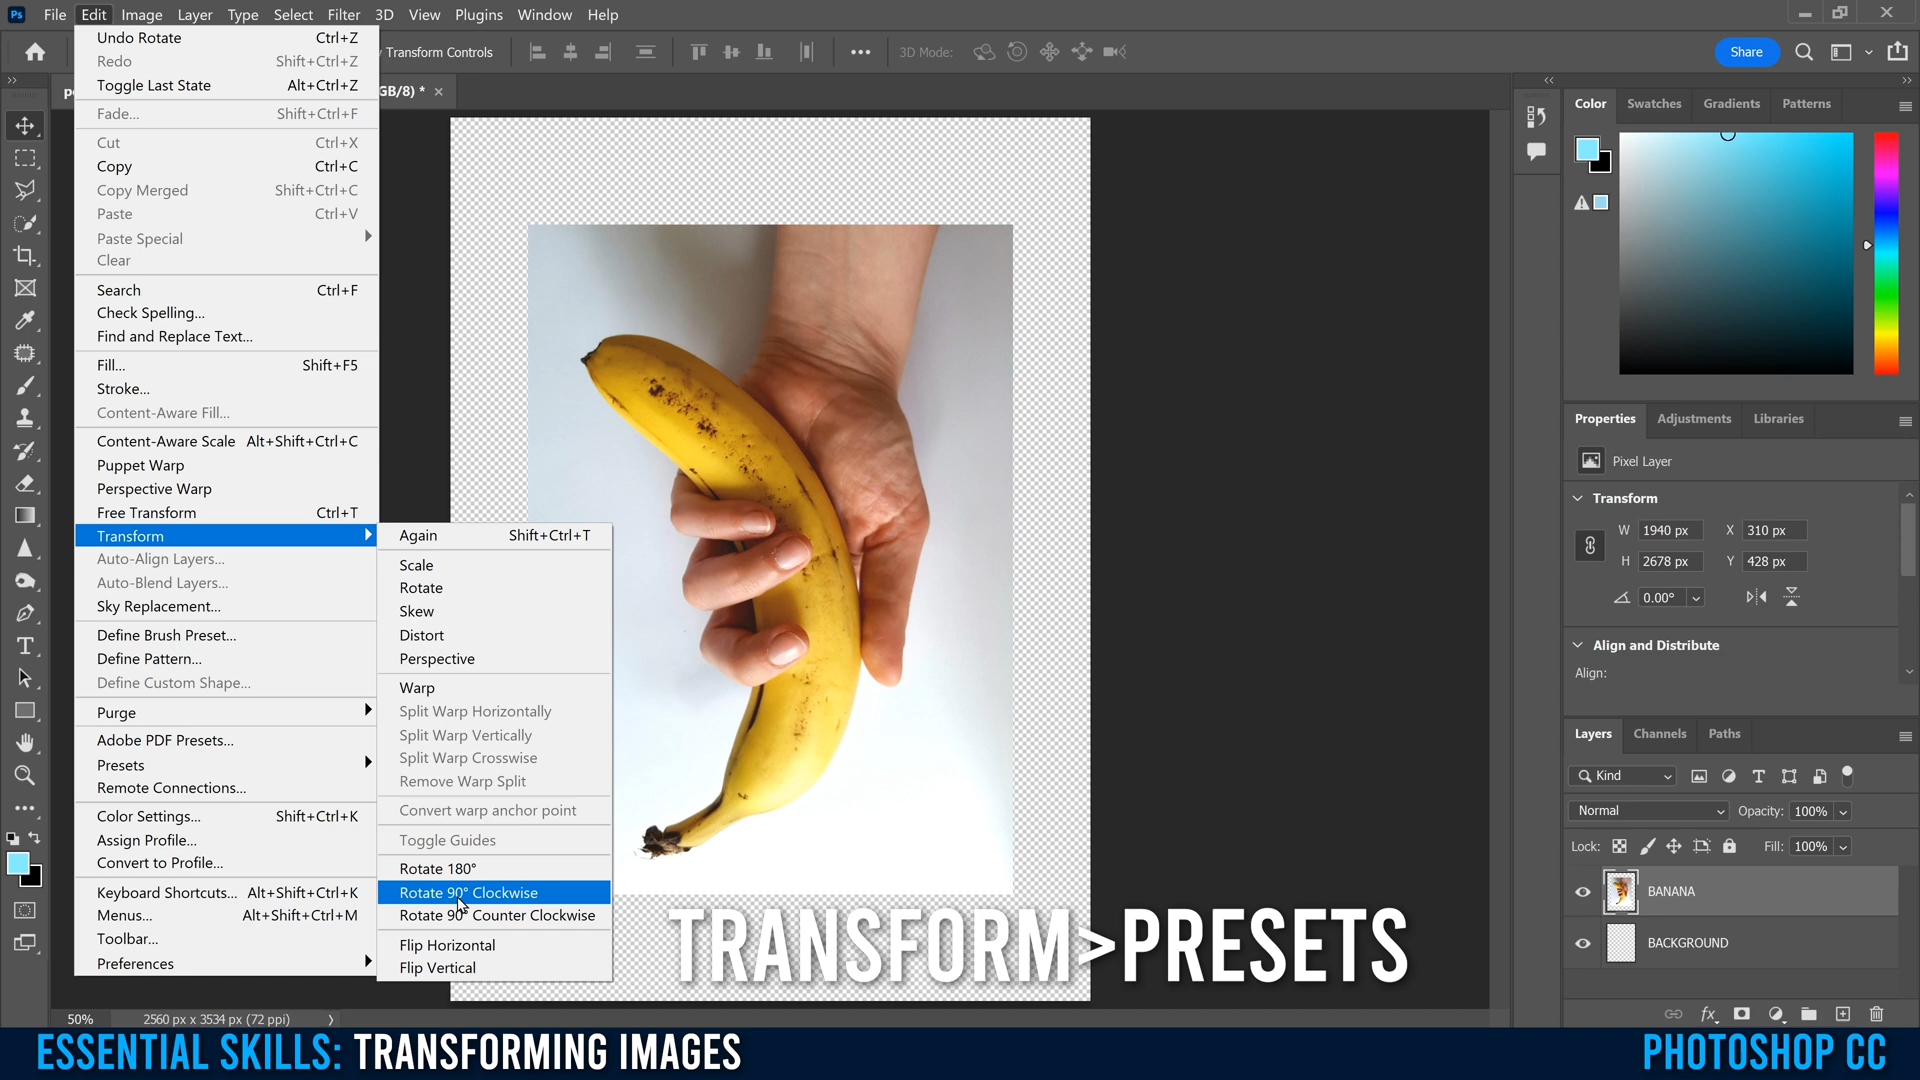 Ps File Edit Image Layer Type Select Filter 3D View Plugins Window Help
Transform Controls 3D Mode: Share
GB/8) * ×
Undo Rotate Ctrl+Z
Redo Shift+Ctrl+Z
Toggle Last State Alt+Ctrl+Z
Fade... Shift+Ctrl+F
Cut Ctrl+X
Copy Ctrl+C
Copy Merged Shift+Ctrl+C
Paste Ctrl+V
Paste Special
Clear
Search Ctrl+F
Check Spelling...
Find and Replace Text...
Fill... Shift+F5
Stroke...
Content-Aware Fill...
Content-Aware Scale Alt+Shift+Ctrl+C
Puppet Warp
Perspective Warp
Free Transform Ctrl+T
Transform
Auto-Align Layers...
Auto-Blend Layers...
Sky Replacement...
Define Brush Preset...
Define Pattern...
Define Custom Shape...
Purge
Adobe PDF Presets...
Presets
Remote Connections...
Color Settings... Shift+Ctrl+K
Assign Profile...
Convert to Profile...
Keyboard Shortcuts... Alt+Shift+Ctrl+K
Menus... Alt+Shift+Ctrl+M
Toolbar...
Preferences
Again Shift+Ctrl+T
Scale
Rotate
Skew
Distort
Perspective
Warp
Split Warp Horizontally
Split Warp Vertically
Split Warp Crosswise
Remove Warp Split
Convert warp anchor point
Toggle Guides
Rotate 180°
Rotate 90° Clockwise
Rotate 90° Counter Clockwise
Flip Horizontal
Flip Vertical
Color Swatches Gradients Patterns
Properties Adjustments Libraries
Pixel Layer
Transform
W 1940 px X 310 px
H 2678 px Y 428 px
0.00°
Align and Distribute
Align:
Layers Channels Paths
Kind
Normal Opacity: 100%
Lock: Fill: 100%
BANANA
BACKGROUND
TRANSFORM>PRESETS
50% 2560 px x 3534 px (72 ppi)
ESSENTIAL SKILLS: TRANSFORMING IMAGES
PHOTOSHOP CC